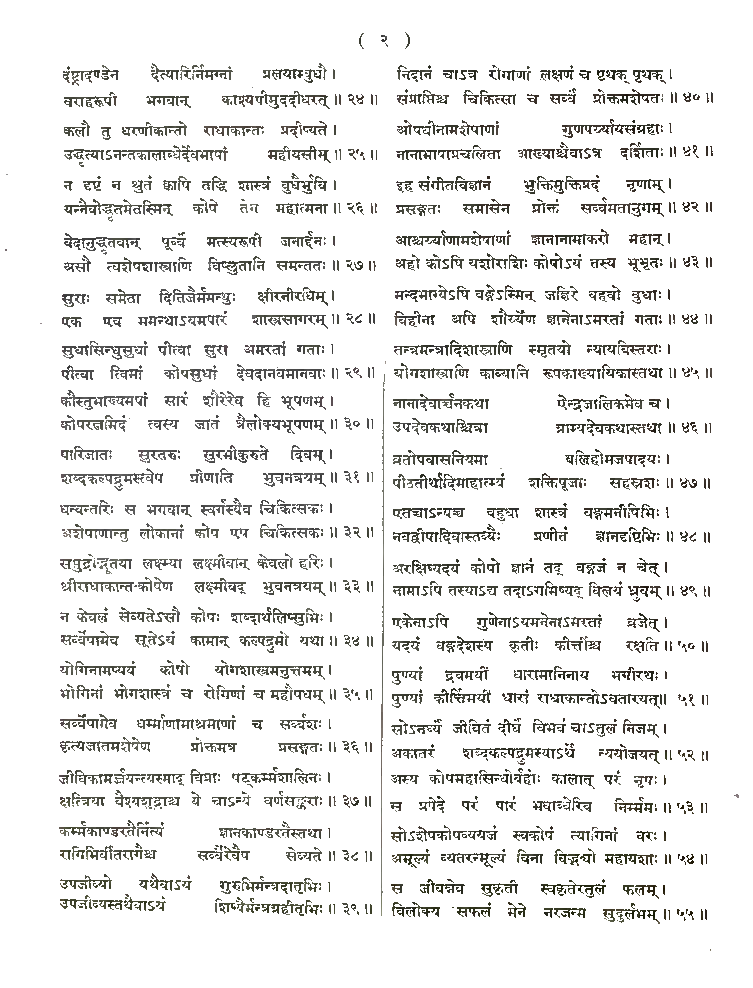 ( २ )
दंष्ट्रादण्डेन दैत्यारिर्निमग्नां प्रलयाम्बुधौ ।
वराहरूपी भगवान् काश्यपीमुददीधरत् ॥ २४ ॥
कलौ तु धरणीकान्तो राधाकान्तः प्रदीप्यते ।
उद्धृत्याऽनन्तकालाब्धेर्देवभाषां महीयसीम् ॥ २५ ॥
न दृष्टं न श्रुतं क्वापि तद्धि शास्त्रं बुधैर्भुवि ।
यन्नैवोद्धृतमेतस्मिन् कोषे तेन महात्मना ॥ २६ ॥
वेदानुद्धृतवान् पूर्व्वं मत्स्यरूपी जनार्द्दनः ।
असौ त्वशेषशास्त्राणि विप्लुतानि समन्ततः ॥ २७ ॥
सुराः समेता दितिजैर्ममन्थुः क्षीरनीरधिम् ।
एक एव ममन्थाऽयमपारं शास्त्रसागरम् ॥ २८ ॥
सुधासिन्धुसुधां पीत्वा सुरा अमरतां गताः ।
पीत्वा त्विमां कोषसुधां देवदानवमानवाः ॥ २९ ॥
कौस्तुभाख्यमपां सारं शौरेरेव हि भूषणम् ।
कोषरत्नमिदं त्वस्य जातं त्रैलोक्यभूषणम् ॥ ३० ॥
पारिजातः सुरतरुः सुरभीकुरुते दिवम् ।
शब्दकल्पद्रुमस्त्वेष प्रीणाति भुवनत्रयम् ॥ ३१ ॥
धन्वन्तरिः स भगवान् स्वर्गस्यैव चिकित्सकः ।
अशेषाणान्तु लोकानां कोष एष चिकित्सकः ॥ ३२ ॥
समुद्रोद्भूतया लक्ष्म्या लक्ष्मीवान् केवलो हरिः ।
श्रीराधाकान्त-कोषेण लक्ष्मीवद् भुवनत्रयम् ॥ ३३ ॥
न केवलं सेव्यतेऽसौ कोषः शब्दार्थलिप्सुभिः ।
सर्व्वेषामेव सूतेऽयं कामान् कल्पद्रुमो यथा ॥ ३४ ॥
योगिनामप्ययं कोषो योगशास्त्रमनुत्तमम् ।
भोगिनां भोगशास्त्रं च रोगिणां च महौषधम् ॥ ३५ ॥
सर्व्वेषामेव धर्म्माणामाश्रमाणां च सर्व्वशः ।
कृत्यजातमशेषेण प्रोक्तमत्र प्रसङ्गतः ॥ ३६ ॥
जीविकामर्ज्जयन्त्यस्माद् विप्राः षट्कर्म्मशालिनः ।
क्षत्रिया वैश्यशूद्राश्च ये चाऽन्ये वर्णसङ्कराः ॥ ३७ ॥
कर्म्मकाण्डरतैर्नित्यं ज्ञानकाण्डरतैस्तथा ।
रागिभिर्वीतरागैश्च सर्व्वैरेवैष सेव्यते ॥ ३८ ॥
उपजीव्यो यथैवाऽयं गुरुभिर्मन्त्रदातृभिः ।
उपजीव्यस्तथैवाऽयं शिष्यैर्मन्त्रग्रहीतृभिः ॥ ३९ ॥
निदानं चाऽत्र रोगाणां लक्षणं च पृथक् पृथक् ।
संप्राप्तिश्च चिकित्सा च सर्व्वं प्रोक्तमशेषतः ॥ ४० ॥
ओषधीनामशेषाणां गुणपर्य्यायसंग्रहाः ।
नानाभाषाप्रचलिता आख्याश्चैवाऽत्र दर्शिताः ॥ ४१ ॥
इह संगीतविज्ञानं भुक्तिमुक्तिप्रदं नृणाम् ।
प्रसङ्गतः समासेन प्रोक्तं सर्व्वमतानुगम् ॥ ४२ ॥
आश्चर्य्याणामशेषाणां ज्ञानानामाकरो महान् ।
अहो कोऽपि यशोराशिः कोषोऽयं तस्य भूभृतः ॥ ४३ ॥
मन्दभाग्येऽपि वङ्गेऽस्मिन् जज्ञिरे वहवो वुधाः ।
विहीना अपि शौर्य्येण ज्ञानेनाऽमरतां गताः ॥ ४४ ॥
तन्त्रमन्त्रादिशास्त्राणि स्मृतयो न्यायविस्तराः ।
योगशास्त्राणि काव्यानि रूपकाख्यायिकास्तथा ॥ ४५ ॥
नानादेवार्च्चनकथा ऐन्द्रजालिकमेव च ।
उपदेवकथाश्चित्रा ग्राम्यदेवकथास्तथा ॥ ४६ ॥
व्रतोपवासनियमा वलिहोमजपादयः ।
पीठतीर्थादिमाहात्म्यं शक्तिपूजाः सहस्रशः ॥ ४७ ॥
एतच्चाऽन्यच्च वहुधा शास्त्रं वङ्गमनीषिभिः ।
नवद्वीपादिवास्तव्यैः प्रणीतं ज्ञानदृष्टिभिः ॥ ४८ ॥
अरक्षिष्यदयं कोषो ज्ञानं तद् वङ्गजं न चेत् ।
नामाऽपि तस्याऽद्य तदाऽगमिष्यद् विलयं ध्रुवम् ॥ ४९ ॥
एकेनाऽपि गुणेनाऽयमनेनाऽमरतां व्रजेत् ।
यदयं वङ्गदेशस्य कृतीः कीर्त्तीश्च रक्षति ॥ ५० ॥
पुण्यां द्रवमयीं धारामानिनाय भगीरथः ।
पुण्यां कीर्त्तिमयीं धारां राधाकान्तोऽवतारयत् ॥ ५१ ॥
सोऽनर्घ्यं जीवितं दीर्घं विभवं चाऽतुलं निजम् ।
अकातरं शब्दकल्पद्रुमस्याऽर्थे न्ययोजयत् ॥ ५२ ॥
अस्य कोषमहासिन्धोर्वहोः कालात् परं नृपः ।
स प्रपेदे परं पारं भवाब्धेरिव निर्म्ममः ॥ ५३ ॥
सोऽशेषकोषव्ययजं स्वकोषं त्यागिनां वरः ।
अमूल्यं व्यतरन्मूल्यं विना विद्भ्यो महायशाः ॥ ५४ ॥
स जीवन्नेव सुकृती स्वकृतेरतुलं फलम् ।
विलोक्य सफलं मेने नरजन्म सुदुर्लभम् ॥ ५५ ॥